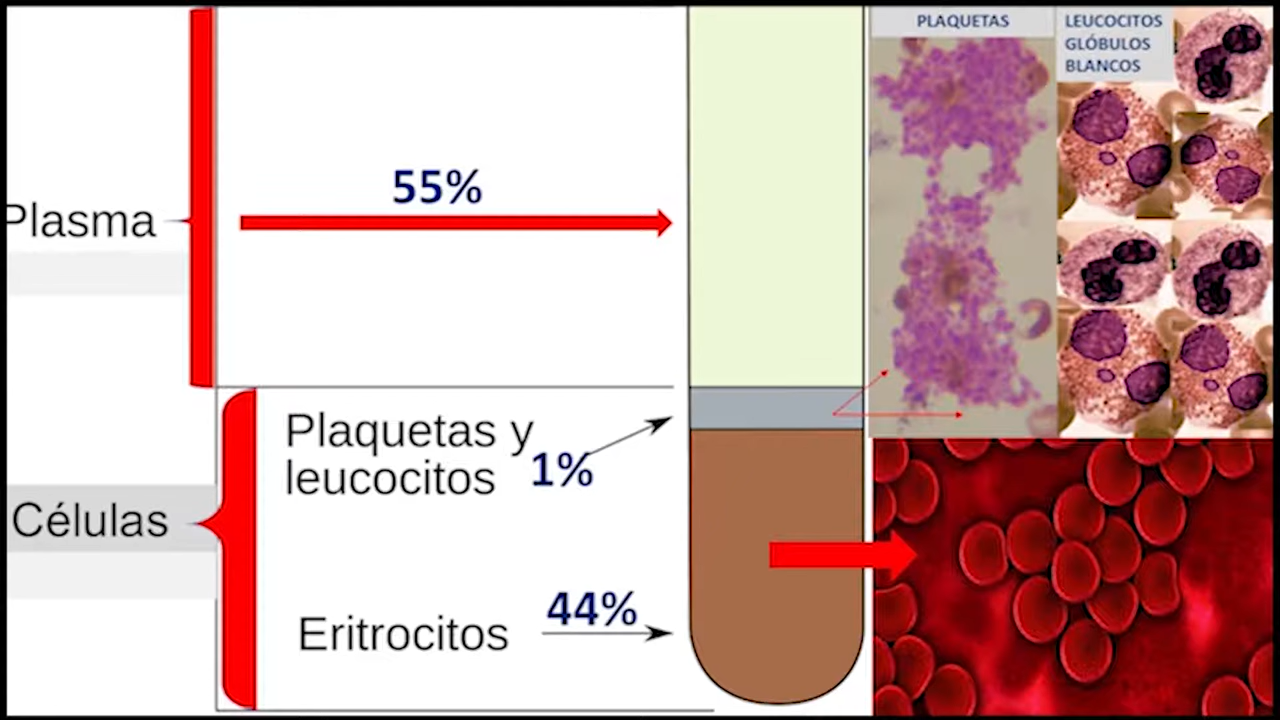 PLAQUETAS
LEUCOCITOS
GLÓBULOS
BLANCOS
55%
Plasma
Plaquetas y
leucocitos
1%
Células
44%
Eritrocitos